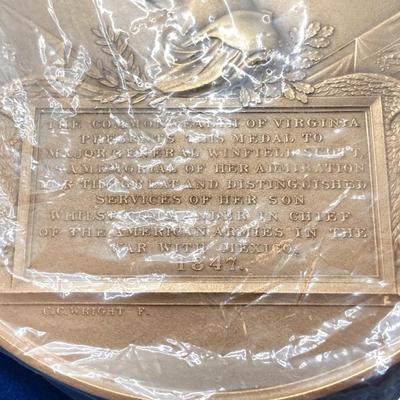 THE COMMONWEALTH OF VIRGINIA
PRESENTS THIS MEDAL TO
MAJOR GENERAL WINFIELD SCOTT,
AS A MEMORIAL OF HER ADMIRATION
FOR THE GREAT AND DISTINGUISHED
SERVICES OF HER SON
WHILST COMMANDER IN CHIEF
OF THE AMERICAN ARMIES IN THE
WAR WITH MEXICO,
1847.
C.C. WRIGHT F.